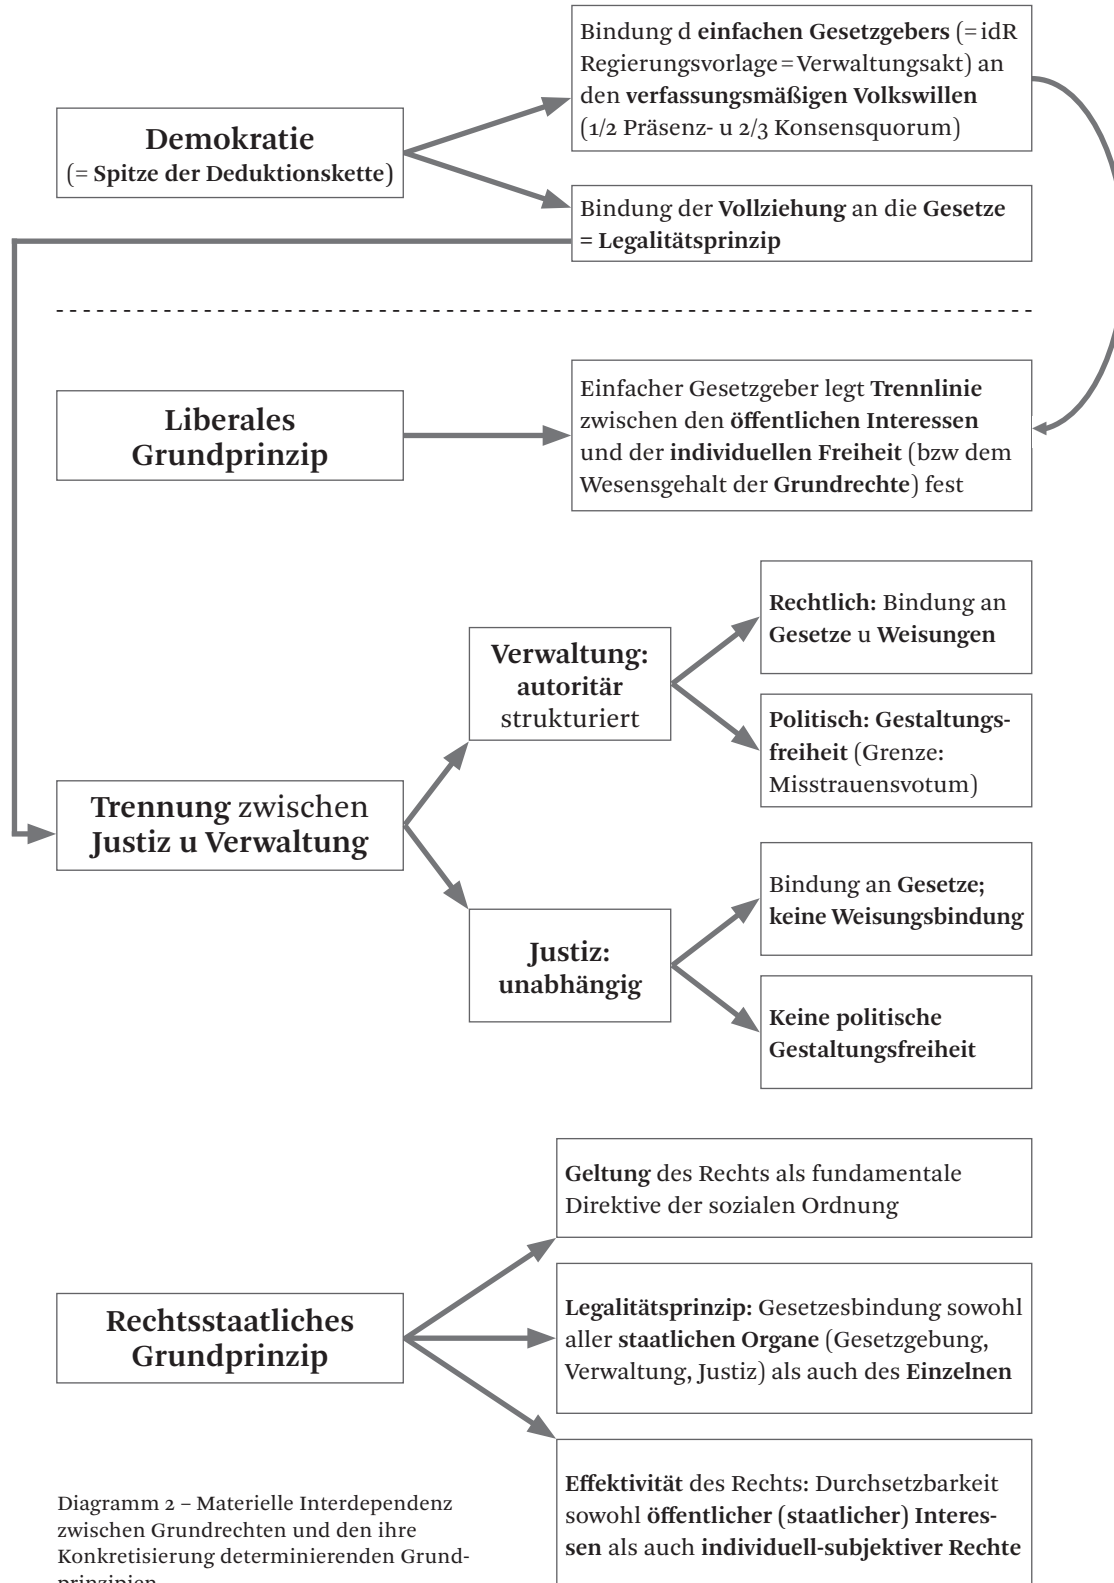 Demokratie
(= Spitze der Deduktionskette)
Bindung d einfachen Gesetzgebers (= idR
Regierungsvorlage = Verwaltungsakt) an
den verfassungsmäßigen Volkswillen
(1/2 Präsenz- u 2/3 Konsensquorum)
Bindung der Vollziehung an die Gesetze
= Legalitätsprinzip
Liberales
Grundprinzip
Einfacher Gesetzgeber legt Trennlinie
zwischen den öffentlichen Interessen
und der individuellen Freiheit (bzw dem
Wesensgehalt der Grundrechte) fest
Trennung zwischen
Justiz u Verwaltung
Verwaltung:
autoritär
strukturiert
Rechtlich: Bindung an
Gesetze u Weisungen
Politisch: Gestaltungs-
freiheit (Grenze:
Misstrauensvotum)
Justiz:
unabhängig
Bindung an Gesetze;
keine Weisungsbindung
Keine politische
Gestaltungsfreiheit
Rechtsstaatliches
Grundprinzip
Geltung des Rechts als fundamentale
Direktive der sozialen Ordnung
Legalitätsprinzip: Gesetzesbindung sowohl
aller staatlichen Organe (Gesetzgebung,
Verwaltung, Justiz) als auch des Einzelnen
Effektivität des Rechts: Durchsetzbarkeit
sowohl öffentlicher (staatlicher) Interes-
sen als auch individuell-subjektiver Rechte
Diagramm 2 – Materielle Interdependenz
zwischen Grundrechten und den ihre
Konkretisierung determinierenden Grund-
prinzipien